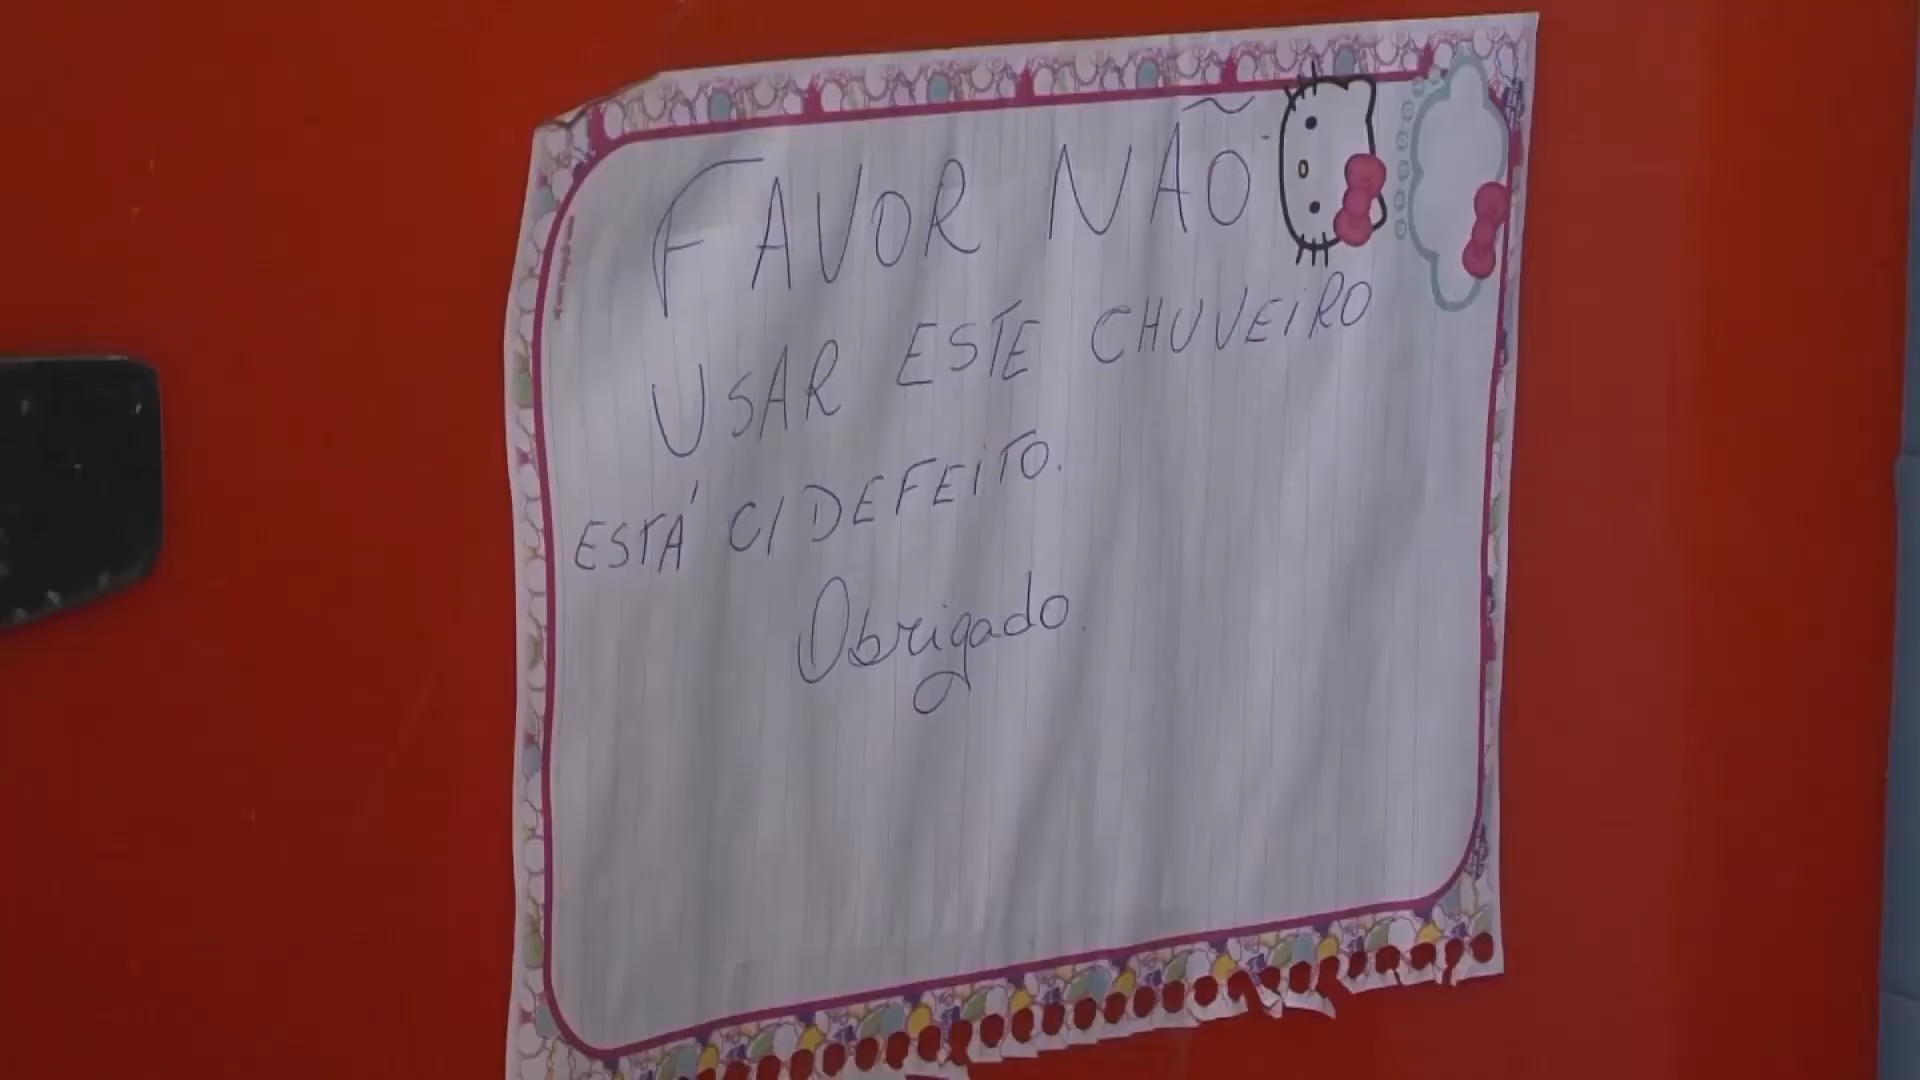 FAVOR NÃO
USAR ESTE CHUVEIRO
ESTÁ C/ DEFEITO.
Obrigado.